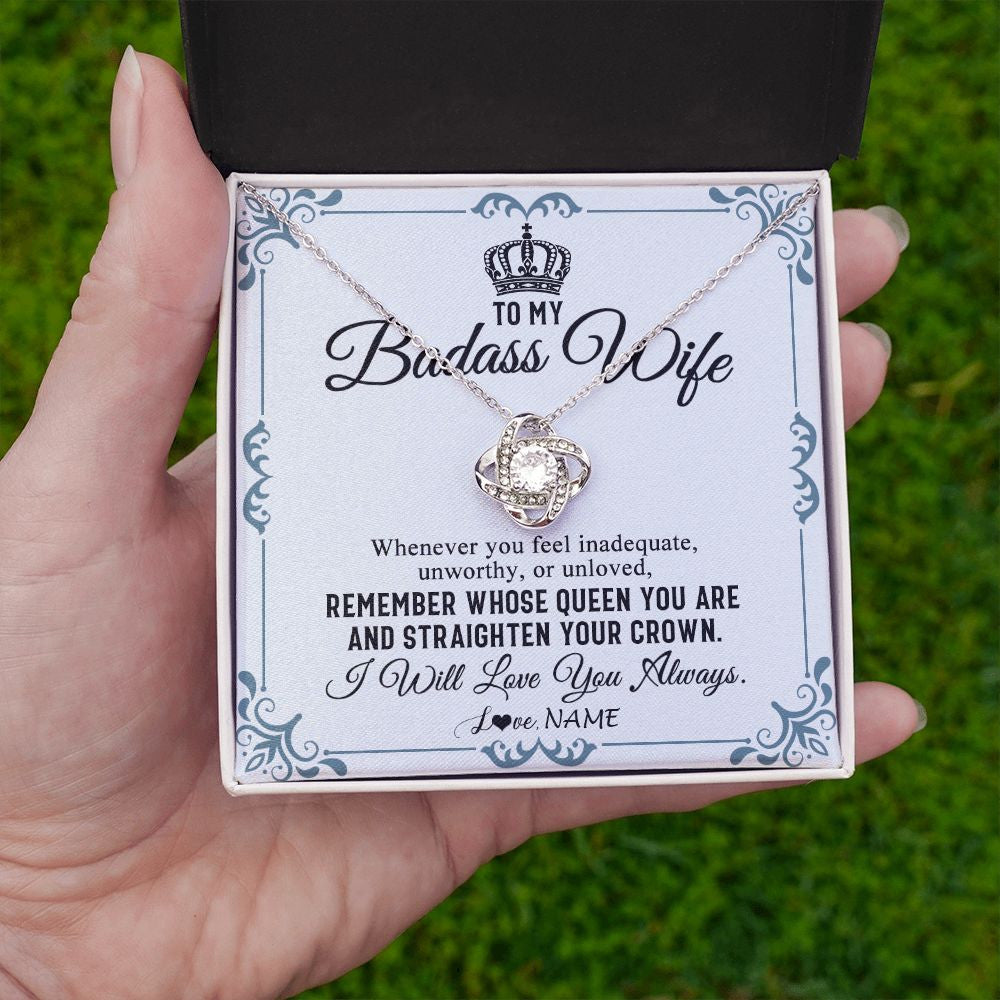 TO MY
Badass Wife
Whenever you feel inadequate,
unworthy, or unloved,
REMEMBER WHOSE QUEEN YOU ARE
AND STRAIGHTEN YOUR CROWN.
I Will Love You Always.
L♥ve, NAME